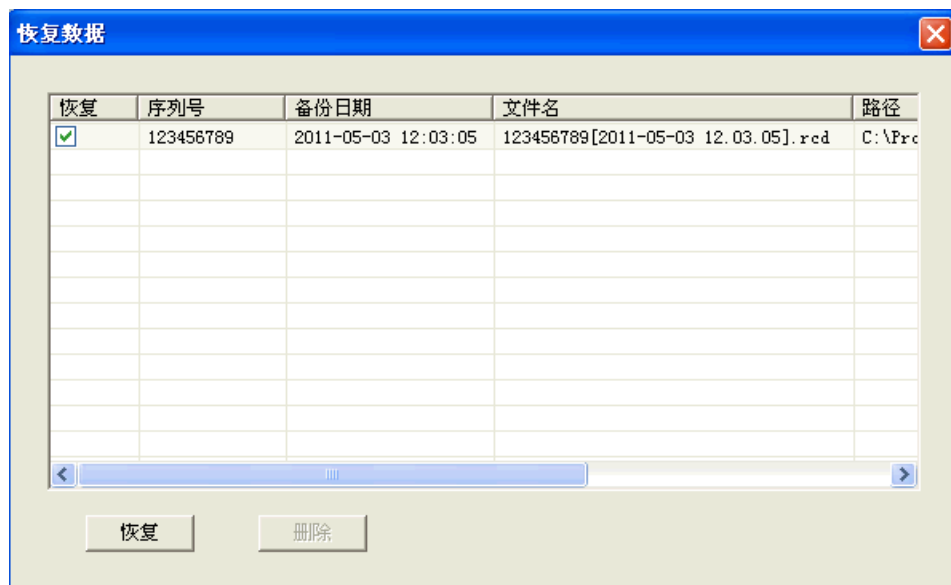 恢复数据
恢复 序列号 备份日期 文件名 路径
123456789 2011-05-03 12:03:05 123456789[2011-05-03 12.03.05].rcd C:\Pro
恢复 删除